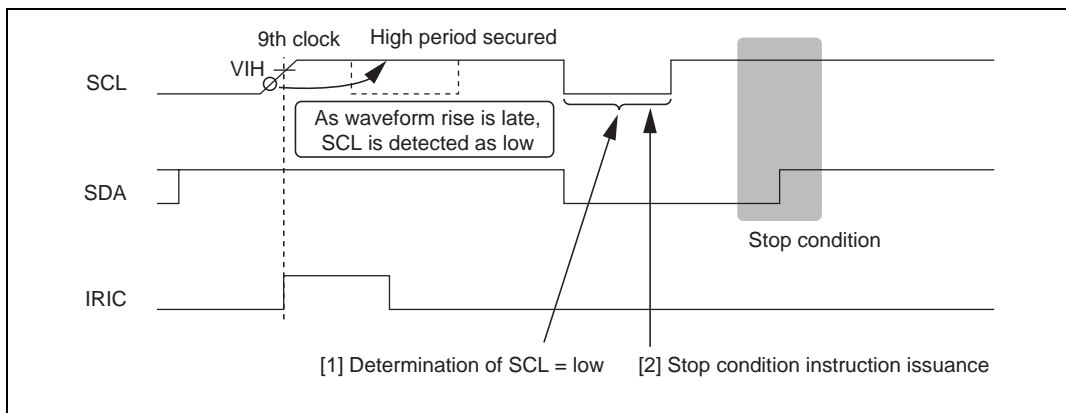 9th clock
High period secured
VIH
SCL
As waveform rise is late,
SCL is detected as low
SDA
Stop condition
IRIC
[1] Determination of SCL = low
[2] Stop condition instruction issuance